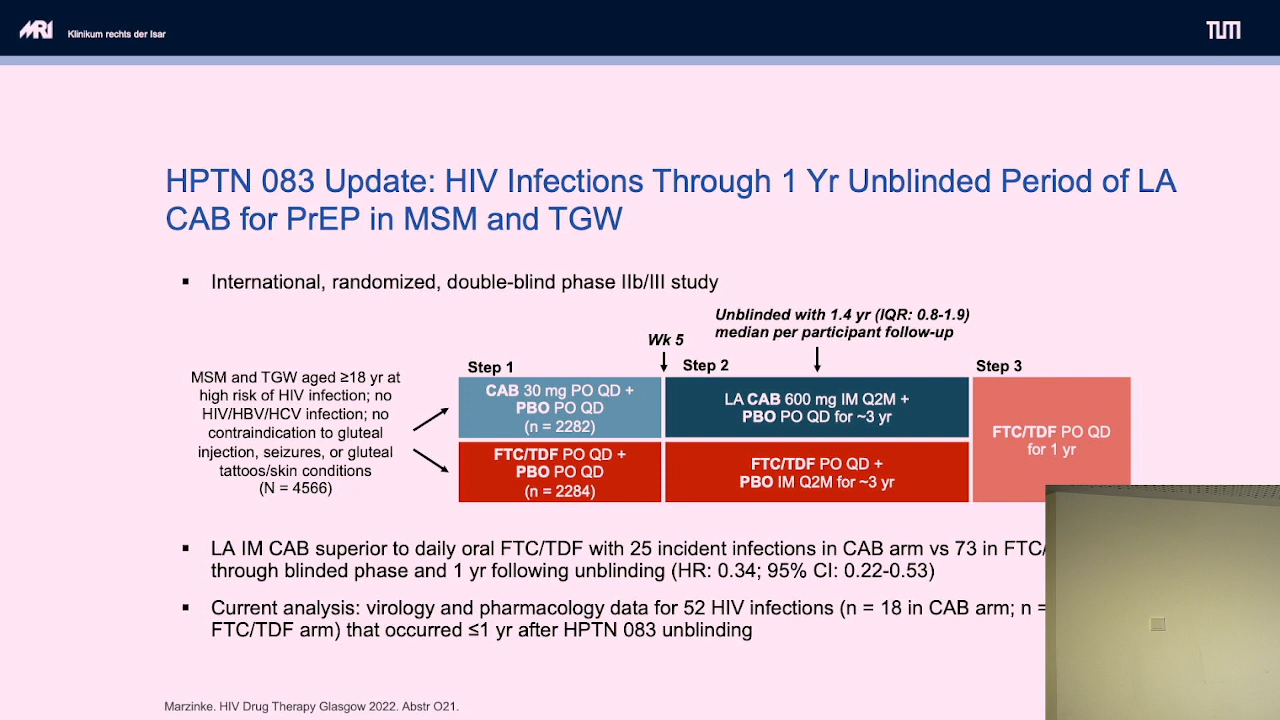 MRI Klinikum rechts der Isar
TUM
HPTN 083 Update: HIV Infections Through 1 Yr Unblinded Period of LA
CAB for PrEP in MSM and TGW
▪ International, randomized, double-blind phase IIb/III study
Unblinded with 1.4 yr (IQR: 0.8-1.9)
median per participant follow-up
Wk 5
Step 1
Step 2
Step 3
MSM and TGW aged ≥18 yr at
high risk of HIV infection; no
HIV/HBV/HCV infection; no
contraindication to gluteal
injection, seizures, or gluteal
tattoos/skin conditions
(N = 4566)
CAB 30 mg PO QD +
PBO PO QD
(n = 2282)
LA CAB 600 mg IM Q2M +
PBO PO QD for ~3 yr
FTC/TDF PO QD
for 1 yr
FTC/TDF PO QD +
PBO PO QD
(n = 2284)
FTC/TDF PO QD +
PBO IM Q2M for ~3 yr
▪ LA IM CAB superior to daily oral FTC/TDF with 25 incident infections in CAB arm vs 73 in FTC/
through blinded phase and 1 yr following unblinding (HR: 0.34; 95% CI: 0.22-0.53)
▪ Current analysis: virology and pharmacology data for 52 HIV infections (n = 18 in CAB arm; n =
FTC/TDF arm) that occurred ≤1 yr after HPTN 083 unblinding
Marzinke. HIV Drug Therapy Glasgow 2022. Abstr O21.